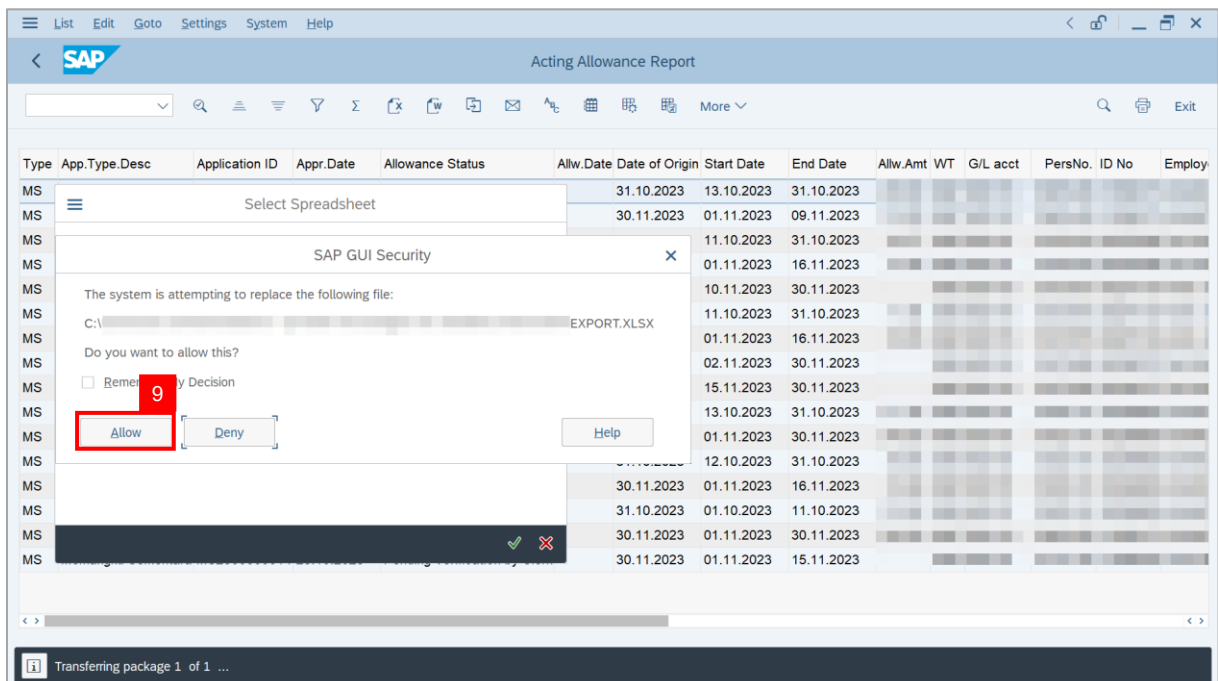 List Edit Goto Settings System Help
SAP Acting Allowance Report
More Exit
Type App.Type.Desc Application ID Appr.Date Allowance Status Allw.Date Date of Origin Start Date End Date Allw.Amt WT G/L acct PersNo. ID No Employ
MS 31.10.2023 13.10.2023 31.10.2023
Select Spreadsheet
MS 30.11.2023 01.11.2023 09.11.2023
MS 11.10.2023 31.10.2023
SAP GUI Security
MS 01.11.2023 16.11.2023
MS 10.11.2023 30.11.2023
The system is attempting to replace the following file:
MS 11.10.2023 31.10.2023
C:\ EXPORT.XLSX
MS 01.11.2023 16.11.2023
Do you want to allow this?
MS 02.11.2023 30.11.2023
MS 15.11.2023 30.11.2023
Decision
9
MS 13.10.2023 31.10.2023
Allow Deny Help
MS 01.11.2023 30.11.2023
MS 12.10.2023 31.10.2023
MS 30.11.2023 01.11.2023 16.11.2023
MS 31.10.2023 01.10.2023 11.10.2023
MS 30.11.2023 01.11.2023 30.11.2023
MS 30.11.2023 01.11.2023 15.11.2023
Transferring package 1 of 1 ...